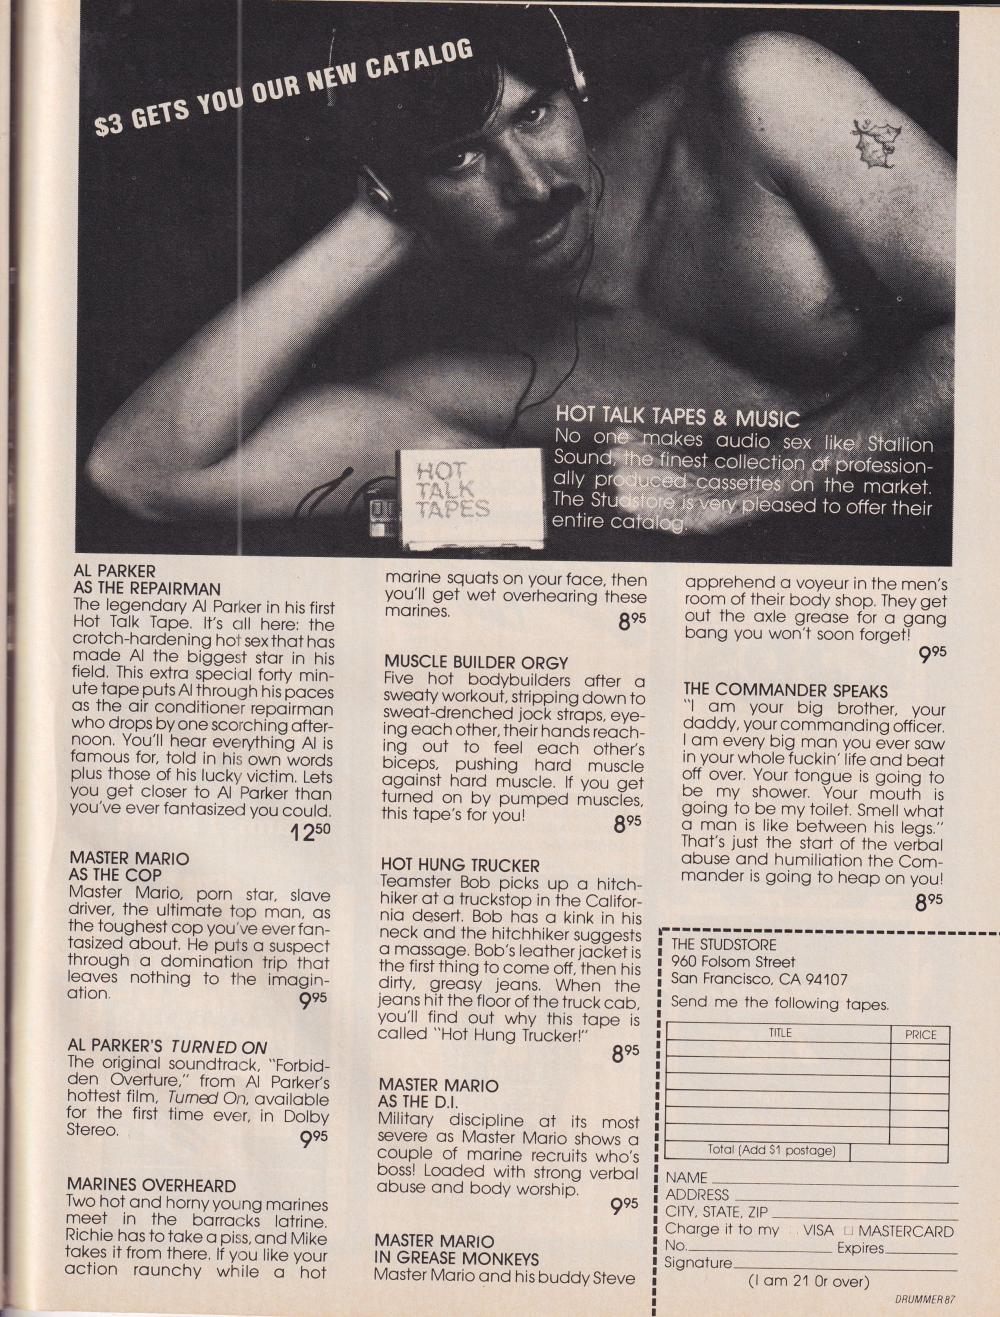 $3 GETS YOU OUR NEW CATALOG
HOT TALK TAPES & MUSIC
No one makes audio sex like Stallion
Sound, the finest collection of profession-
ally produced cassettes on the market.
The Studstore is very pleased to offer their
entire catalog.
HOT
TALK
TAPES
AL PARKER
AS THE REPAIRMAN
The legendary Al Parker in his first
Hot Talk Tape. It's all here: the
crotch-hardening hot sex that has
made Al the biggest star in his
field. This extra special forty min-
ute tape puts Al through his paces
as the air conditioner repairman
who drops by one scorching after-
noon. You'll hear everything Al is
famous for, told in his own words
plus those of his lucky victim. Lets
you get closer to Al Parker than
you've ever fantasized you could.
1250
MASTER MARIO
AS THE COP
Master Mario, porn star, slave
driver, the ultimate top man, as
the toughest cop you've ever fan-
tasized about. He puts a suspect
through a domination trip that
leaves nothing to the imagin-
ation. 995
AL PARKER'S TURNED ON
The original soundtrack, "Forbid-
den Overture," from Al Parker's
hottest film, Turned On, available
for the first time ever, in Dolby
Stereo. 995
MARINES OVERHEARD
Two hot and horny young marines
meet in the barracks latrine.
Richie has to take a piss, and Mike
takes it from there. If you like your
action raunchy while a hot
marine squats on your face, then
you'll get wet overhearing these
marines. 895
MUSCLE BUILDER ORGY
Five hot bodybuilders after a
sweaty workout, stripping down to
sweat-drenched jock straps, eye-
ing each other, their hands reach-
ing out to feel each other's
biceps, pushing hard muscle
against hard muscle. If you get
turned on by pumped muscles,
this tape's for you! 895
HOT HUNG TRUCKER
Teamster Bob picks up a hitch-
hiker at a truckstop in the Califor-
nia desert. Bob has a kink in his
neck and the hitchhiker suggests
a massage. Bob's leather jacket is
the first thing to come off, then his
dirty, greasy jeans. When the
jeans hit the floor of the truck cab,
you'll find out why this tape is
called "Hot Hung Trucker!"
895
MASTER MARIO
AS THE D.I.
Military discipline at its most
severe as Master Mario shows a
couple of marine recruits who's
boss! Loaded with strong verbal
abuse and body worship.
995
MASTER MARIO
IN GREASE MONKEYS
Master Mario and his buddy Steve
apprehend a voyeur in the men's
room of their body shop. They get
out the axle grease for a gang
bang you won't soon forget!
995
THE COMMANDER SPEAKS
"I am your big brother, your
daddy, your commanding officer.
I am every big man you ever saw
in your whole fuckin' life and beat
off over. Your tongue is going to
be my shower. Your mouth is
going to be my toilet. Smell what
a man is like between his legs."
That's just the start of the verbal
abuse and humiliation the Com-
mander is going to heap on you!
895
THE STUDSTORE
960 Folsom Street
San Francisco, CA 94107
Send me the following tapes.
TITLE PRICE
Total (Add $1 postage)
NAME
ADDRESS
CITY, STATE, ZIP
Charge it to my □ VISA □ MASTERCARD
No. Expires
Signature
(I am 21 0r over)
DRUMMER 87